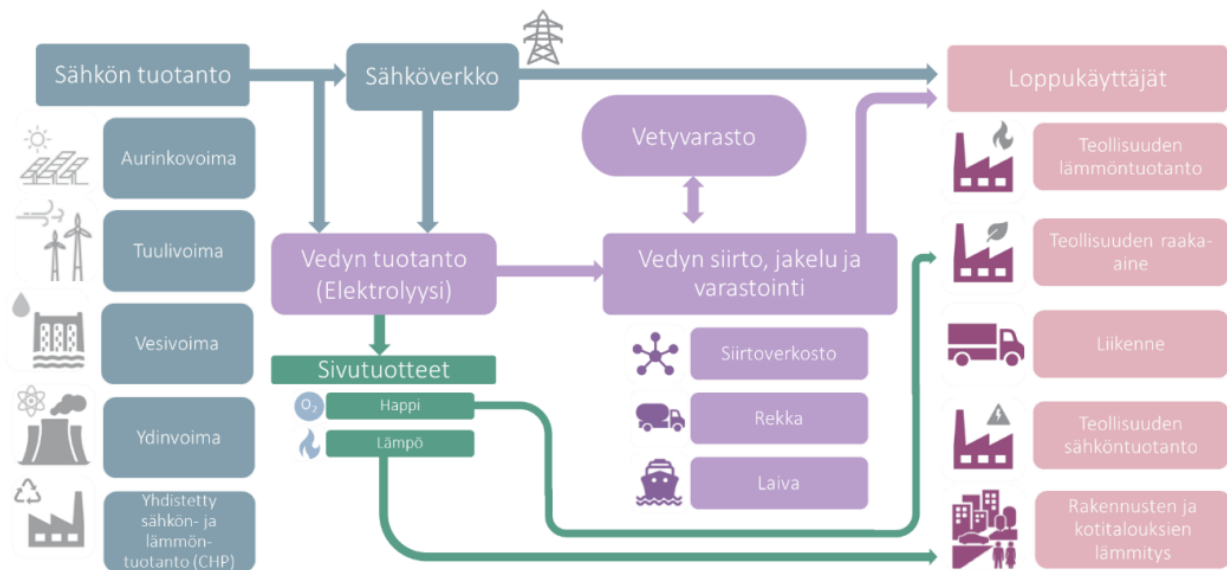 Sähkön tuotanto
Sähköverkko
Loppukäyttäjät
Aurinkovoima
Tuulivoima
Vesivoima
Ydinvoima
Yhdistetty
sähkön- ja
lämmön-
tuotanto (CHP)
Vetyvarasto
Vedyn tuotanto
(Elektrolyysi)
Vedyn siirto, jakelu ja
varastointi
Sivutuotteet
O₂
Happi
Lämpö
Siirtoverkosto
Rekka
Laiva
Teollisuuden
lämmöntuotanto
Teollisuuden raaka-
aine
Liikenne
Teollisuuden
sähköntuotanto
Rakennusten ja
kotitalouksien
lämmitys